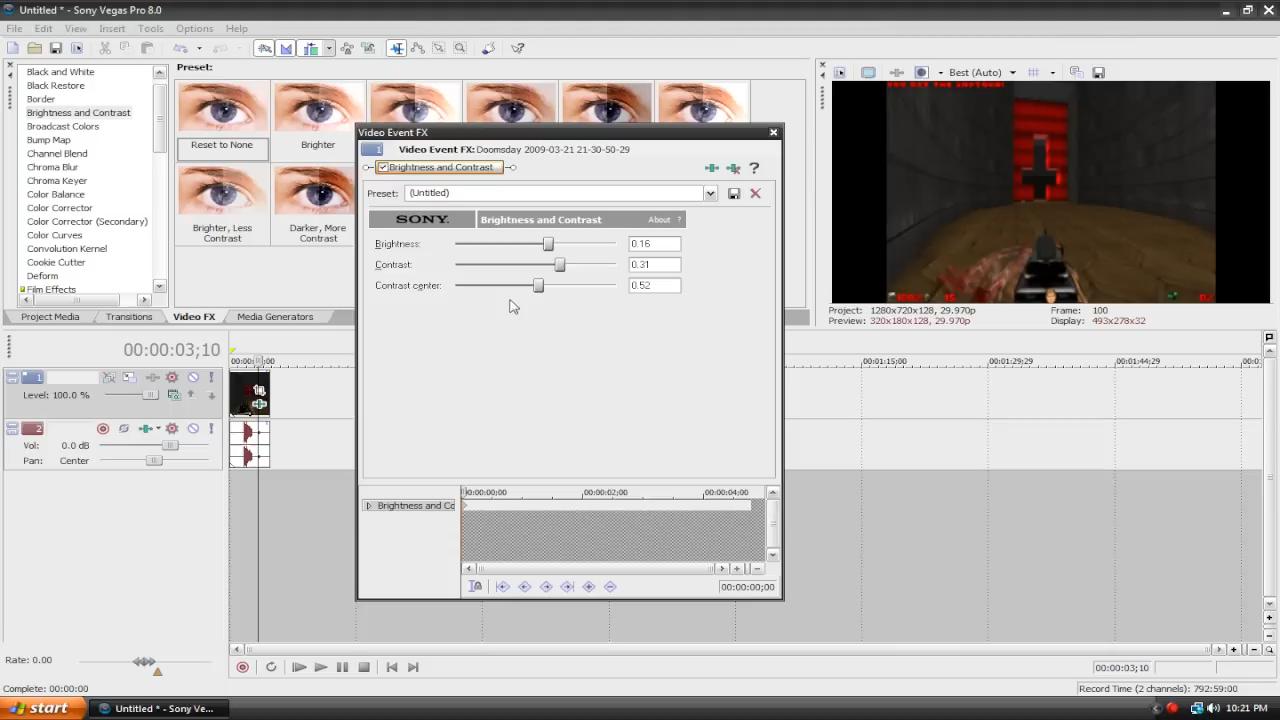 Untitled * - Sony Vegas Pro 8.0
File Edit View Insert Tools Options Help
Black and White
Black Restore
Border
Brightness and Contrast
Broadcast Colors
Bump Map
Channel Blend
Chroma Blur
Chroma Keyer
Color Balance
Color Corrector
Color Corrector (Secondary)
Color Curves
Convolution Kernel
Cookie Cutter
Deform
Film Effects
Preset:
Reset to None
Brighter
Brighter, Less
Contrast
Darker, More
Contrast
Project Media Transitions Video FX Media Generators
Best (Auto)
Project: 1280x720x128, 29.970p
Frame: 100
Preview: 320x180x128, 29.970p
Display: 493x278x32
Video Event FX
1 Video Event FX: Doomsday 2009-03-21 21-30-50-29
Brightness and Contrast
?
Preset: (Untitled)
SONY. Brightness and Contrast About ?
Brightness: 0.16
Contrast: 0.31
Contrast center: 0.52
00:00:00;00 00:00:02;00 00:00:04;00
Brightness and Co
00:00:00;00
00:00:03;10
00:01:15;00 00:01:29;29 00:01:44;29
1
Level: 100.0 %
2
Vol: 0.0 dB
Pan: Center
Rate: 0.00
00:00:03;10
Complete: 00:00:00
Record Time (2 channels): 792:59:00
start
Untitled * - Sony Ve...
10:21 PM